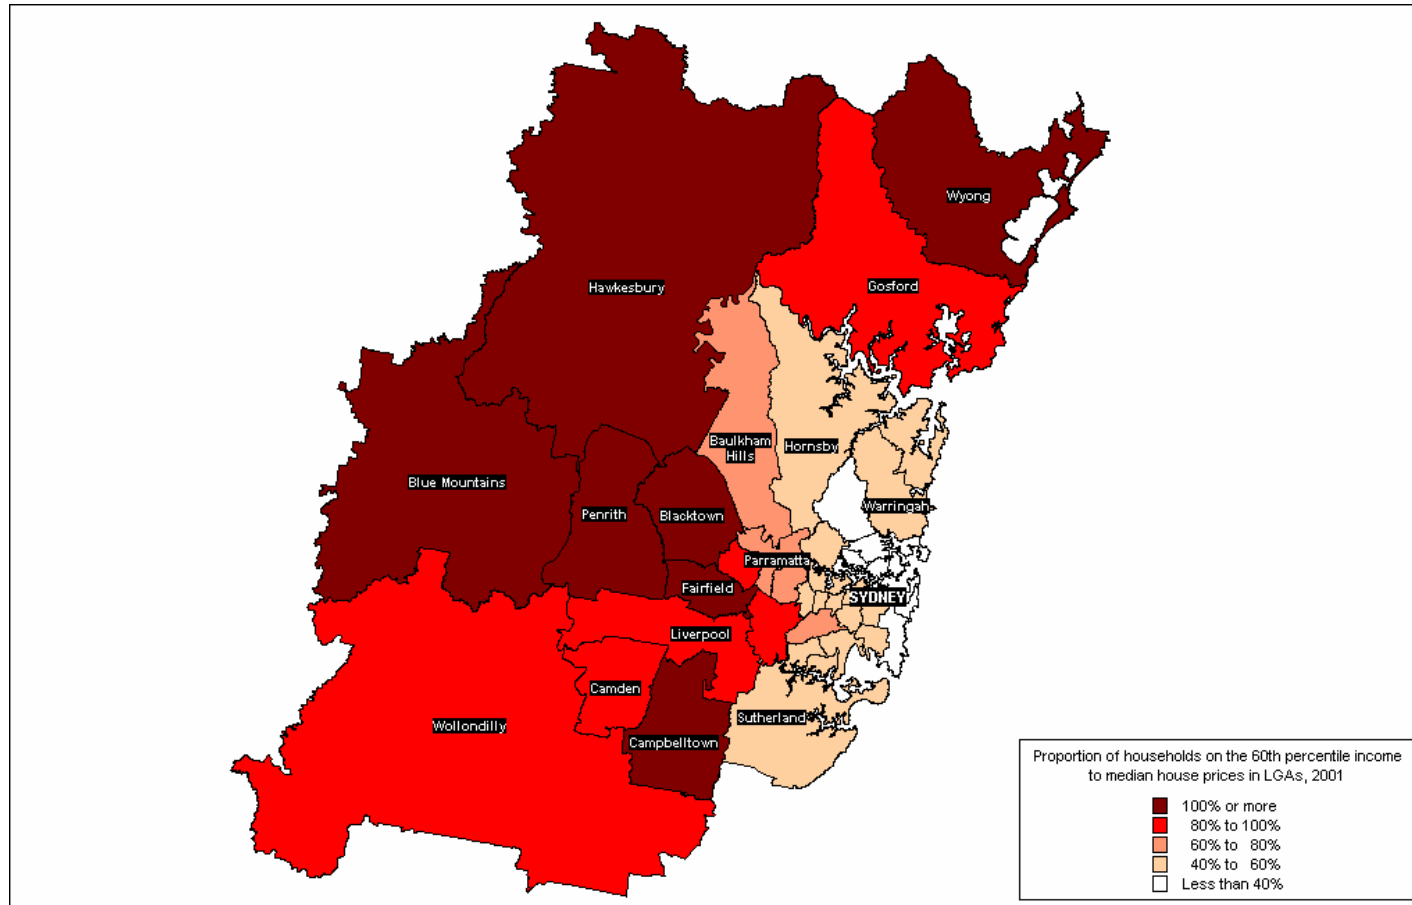 Wyong
Hawkesbury
Gosford
Baulkham
Hills
Hornsby
Blue Mountains
Penrith
Blacktown
Warringah
Parramatta
Fairfield
SYDNEY
Liverpool
Camden
Wollondilly
Sutherland
Campbelltown
Proportion of households on the 60th percentile income
to median house prices in LGAs, 2001
100% or more
80% to 100%
60% to 80%
40% to 60%
Less than 40%